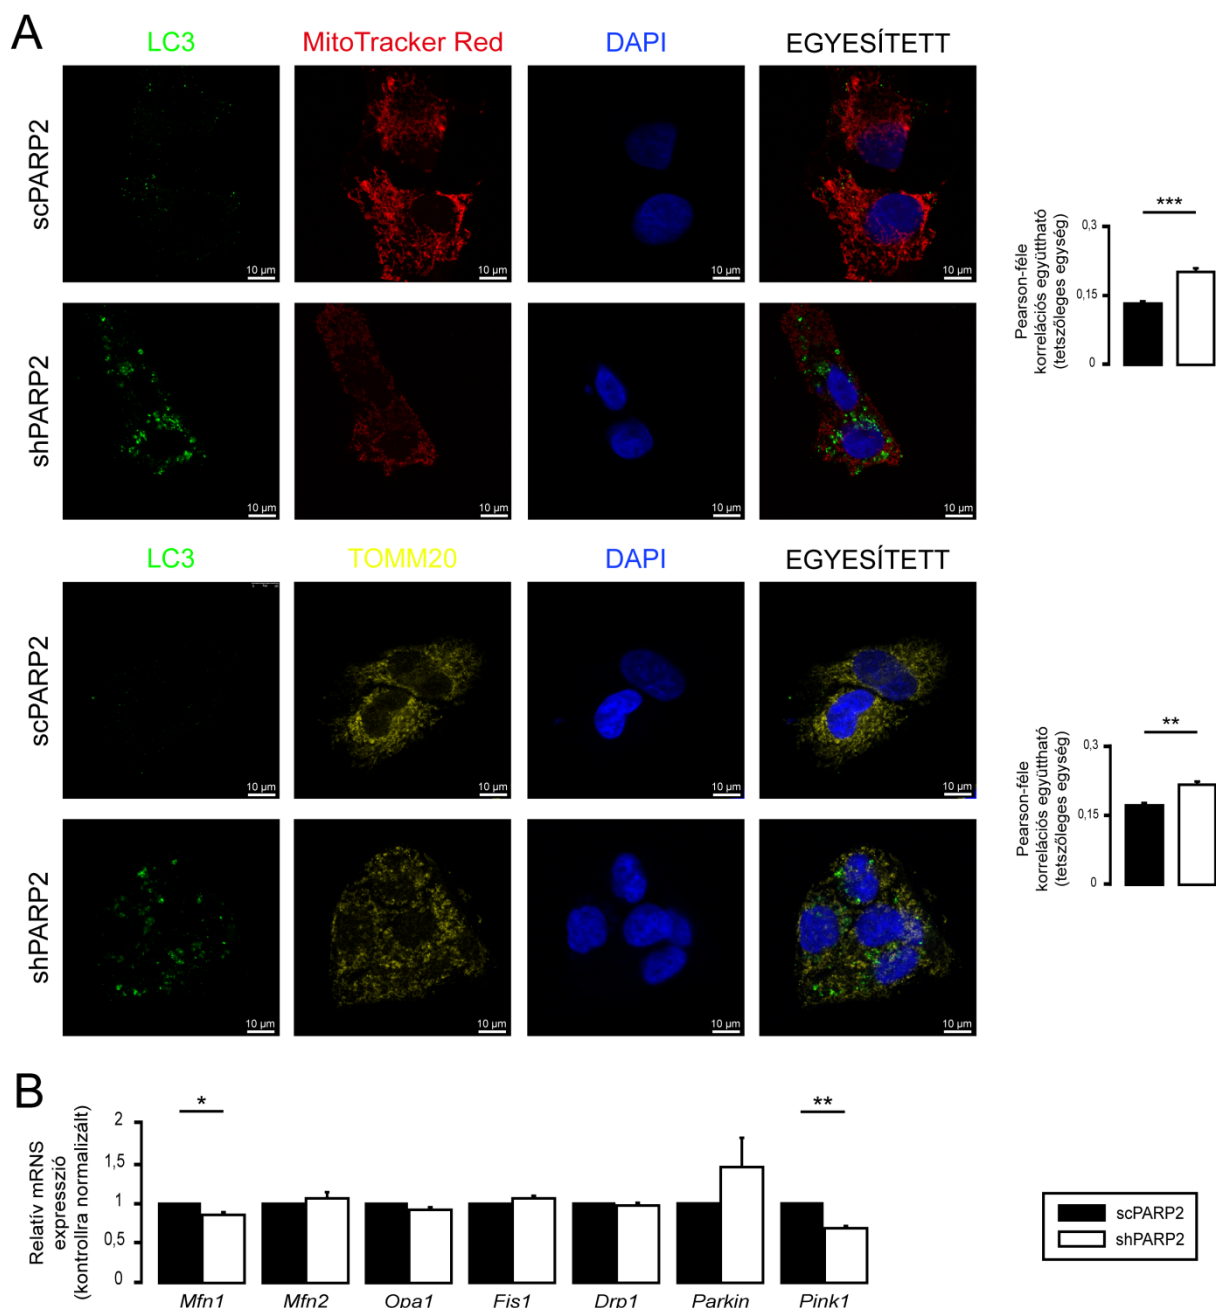 A
LC3 MitoTracker Red DAPI EGYESÍTETT
scPARP2
10 µm 10 µm 10 µm 10 µm
shPARP2
10 µm 10 µm 10 µm 10 µm
Pearson-féle
korrelációs együttható
(tetszőleges egység)
***
0,3
0,15
0
LC3 TOMM20 DAPI EGYESÍTETT
scPARP2
10 µm 10 µm 10 µm 10 µm
shPARP2
10 µm 10 µm 10 µm 10 µm
Pearson-féle
korrelációs együttható
(tetszőleges egység)
**
0,3
0,15
0
B
Relatív mRNS
expresszió
(kontrollra normalizált)
2
1,5
1
0,5
0
* **
Mfn1 Mfn2 Opa1 Fis1 Drp1 Parkin Pink1
scPARP2
shPARP2